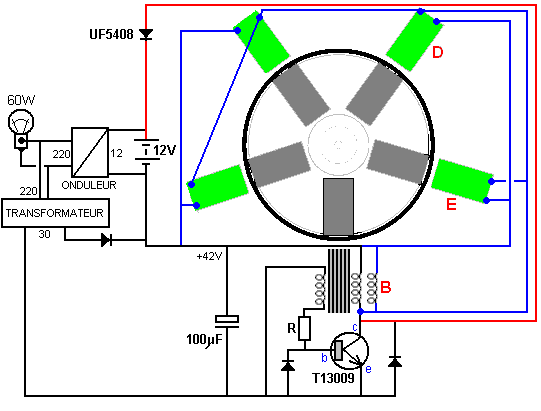 UF5408
D
60W
220
12
12V
ONDULEUR
220
E
TRANSFORMATEUR
30
+42V
B
100µF
R
c
b
T13009
e